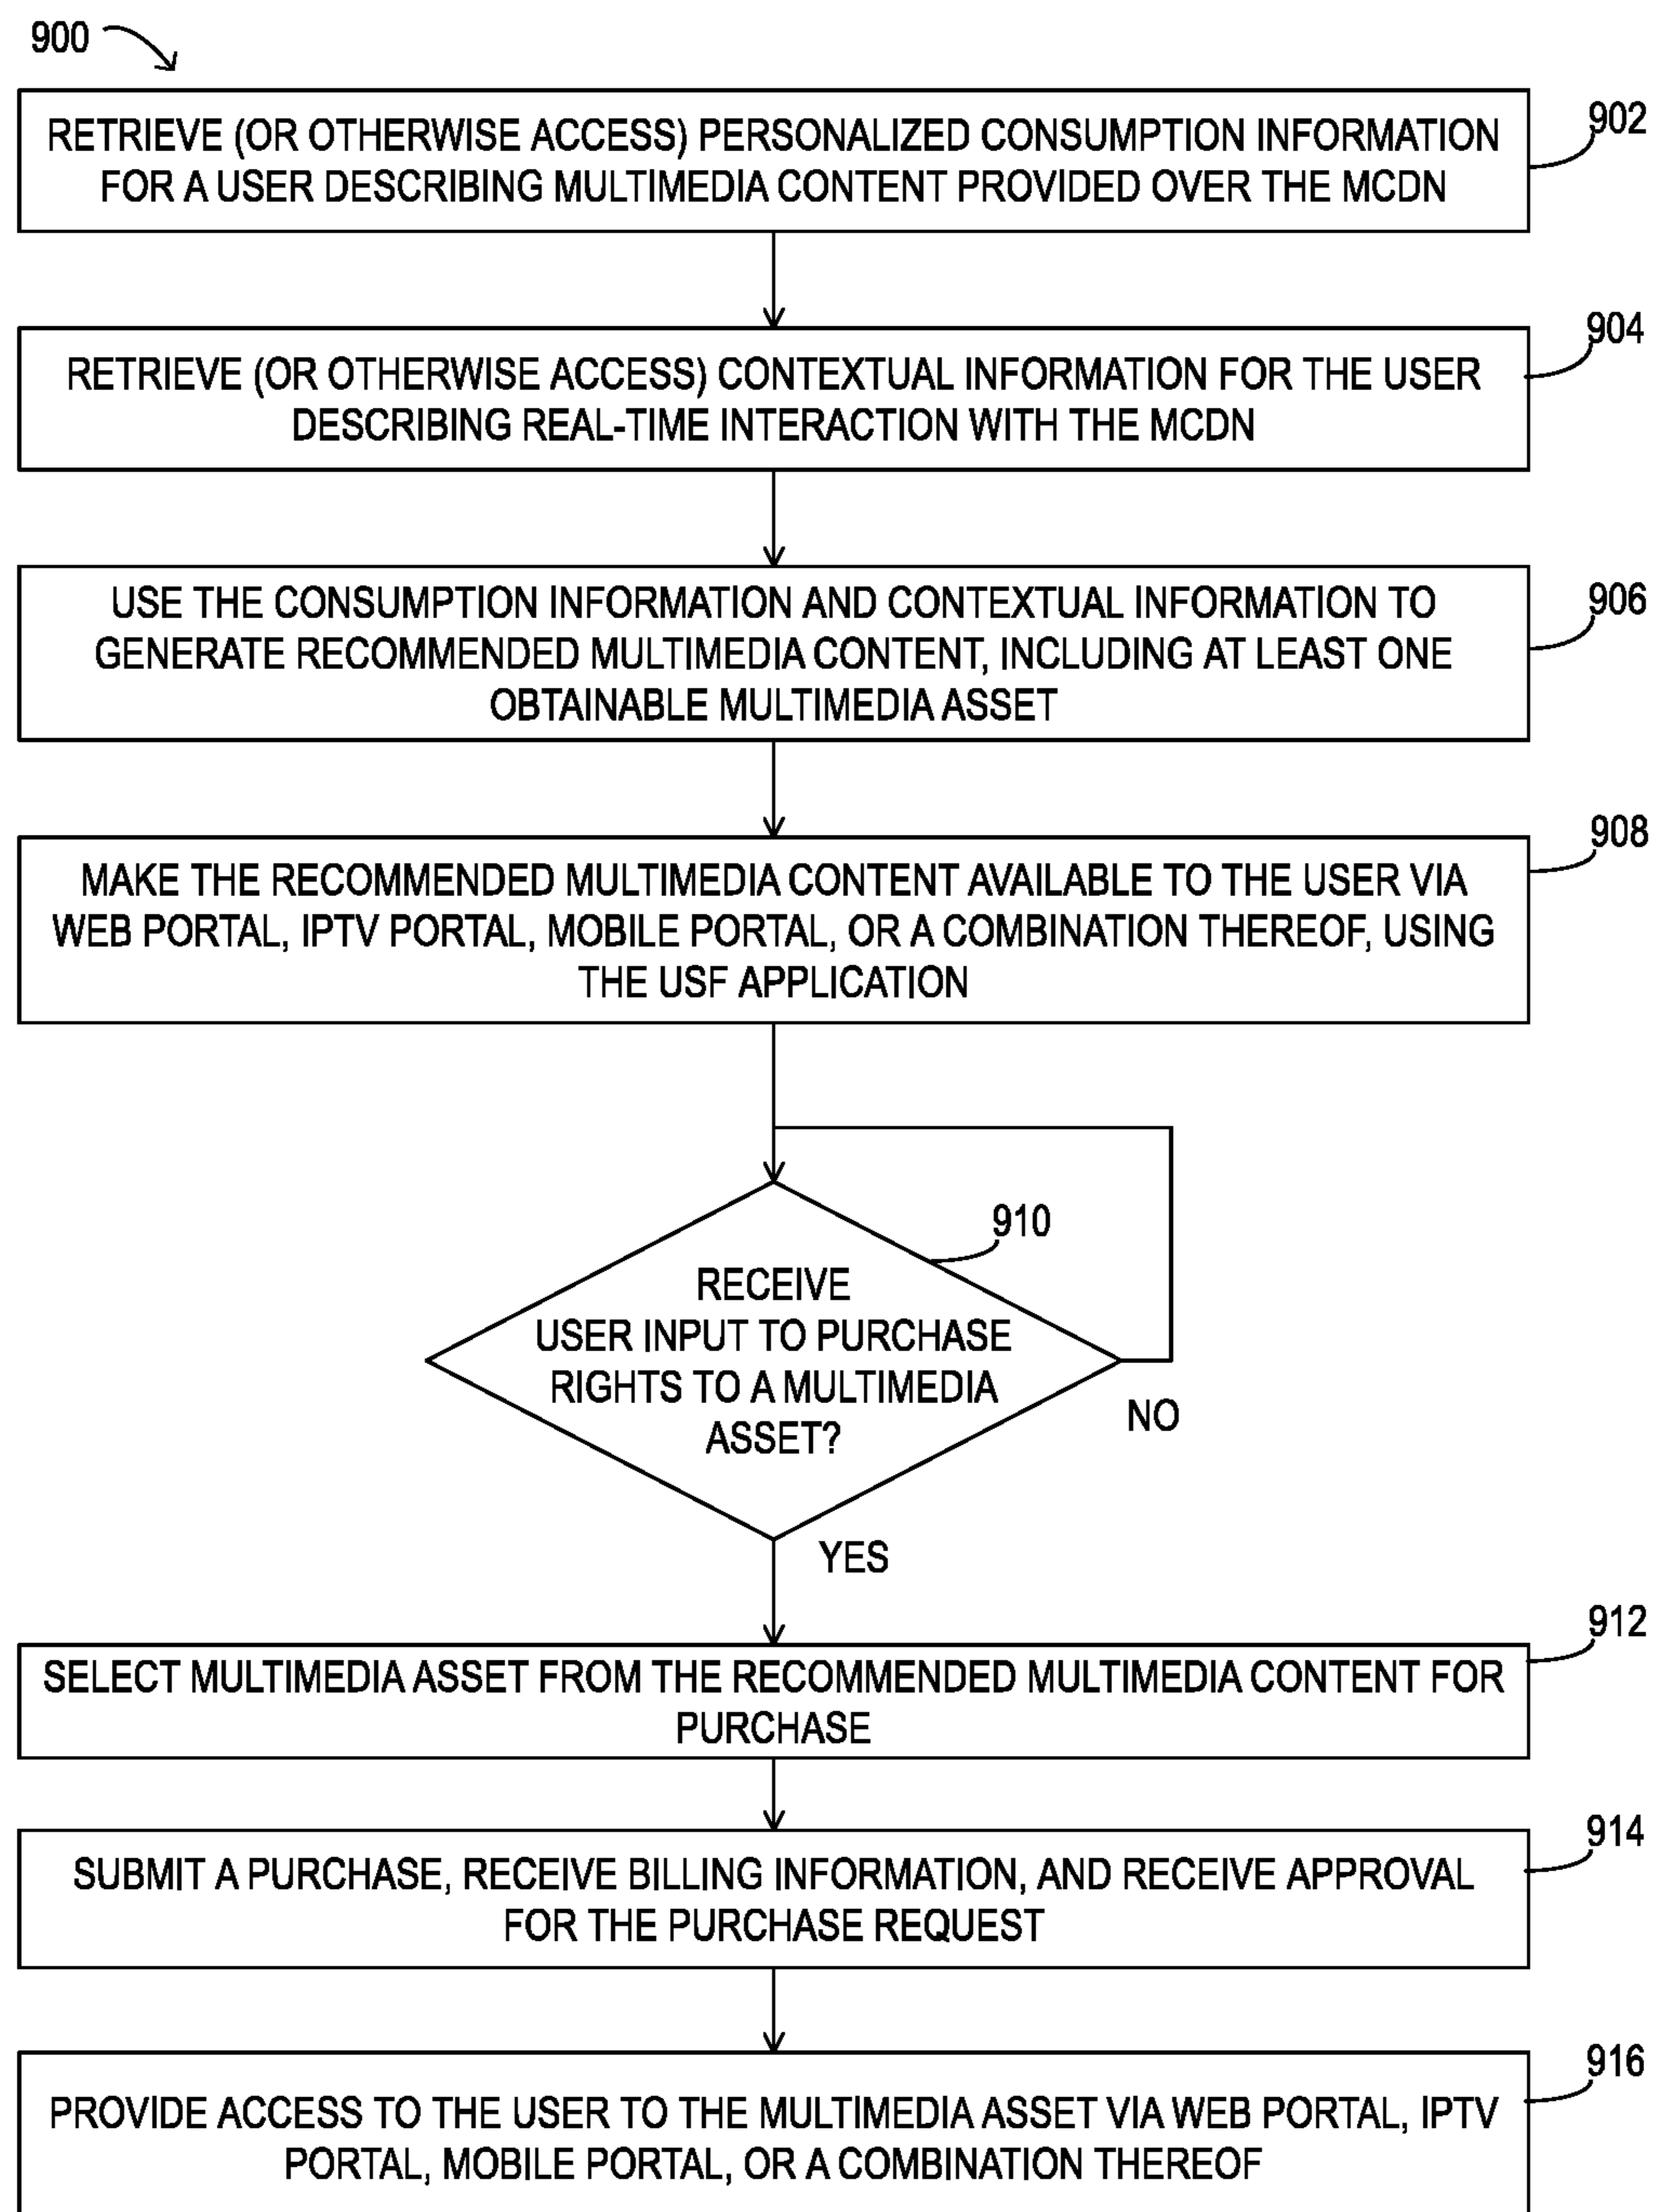 900
RETRIEVE (OR OTHERWISE ACCESS) PERSONALIZED CONSUMPTION INFORMATION
FOR A USER DESCRIBING MULTIMEDIA CONTENT PROVIDED OVER THE MCDN
902
RETRIEVE (OR OTHERWISE ACCESS) CONTEXTUAL INFORMATION FOR THE USER
DESCRIBING REAL-TIME INTERACTION WITH THE MCDN
904
USE THE CONSUMPTION INFORMATION AND CONTEXTUAL INFORMATION TO
GENERATE RECOMMENDED MULTIMEDIA CONTENT, INCLUDING AT LEAST ONE
OBTAINABLE MULTIMEDIA ASSET
906
MAKE THE RECOMMENDED MULTIMEDIA CONTENT AVAILABLE TO THE USER VIA
WEB PORTAL, IPTV PORTAL, MOBILE PORTAL, OR A COMBINATION THEREOF, USING
THE USF APPLICATION
908
910
RECEIVE
USER INPUT TO PURCHASE
RIGHTS TO A MULTIMEDIA
ASSET?
NO
YES
SELECT MULTIMEDIA ASSET FROM THE RECOMMENDED MULTIMEDIA CONTENT FOR
PURCHASE
912
SUBMIT A PURCHASE, RECEIVE BILLING INFORMATION, AND RECEIVE APPROVAL
FOR THE PURCHASE REQUEST
914
PROVIDE ACCESS TO THE USER TO THE MULTIMEDIA ASSET VIA WEB PORTAL, IPTV
PORTAL, MOBILE PORTAL, OR A COMBINATION THEREOF
916